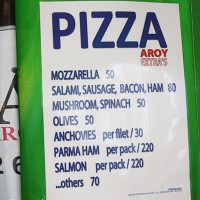 PIZZA
AROY
EXTRA'S
MOZZARELLA 50
SALAMI, SAUSAGE, BACON, HAM 80
MUSHROOM, SPINACH 50
OLIVES 50
ANCHOVIES per filet / 30
PARMA HAM per pack / 220
SALMON per pack / 220
...others 70